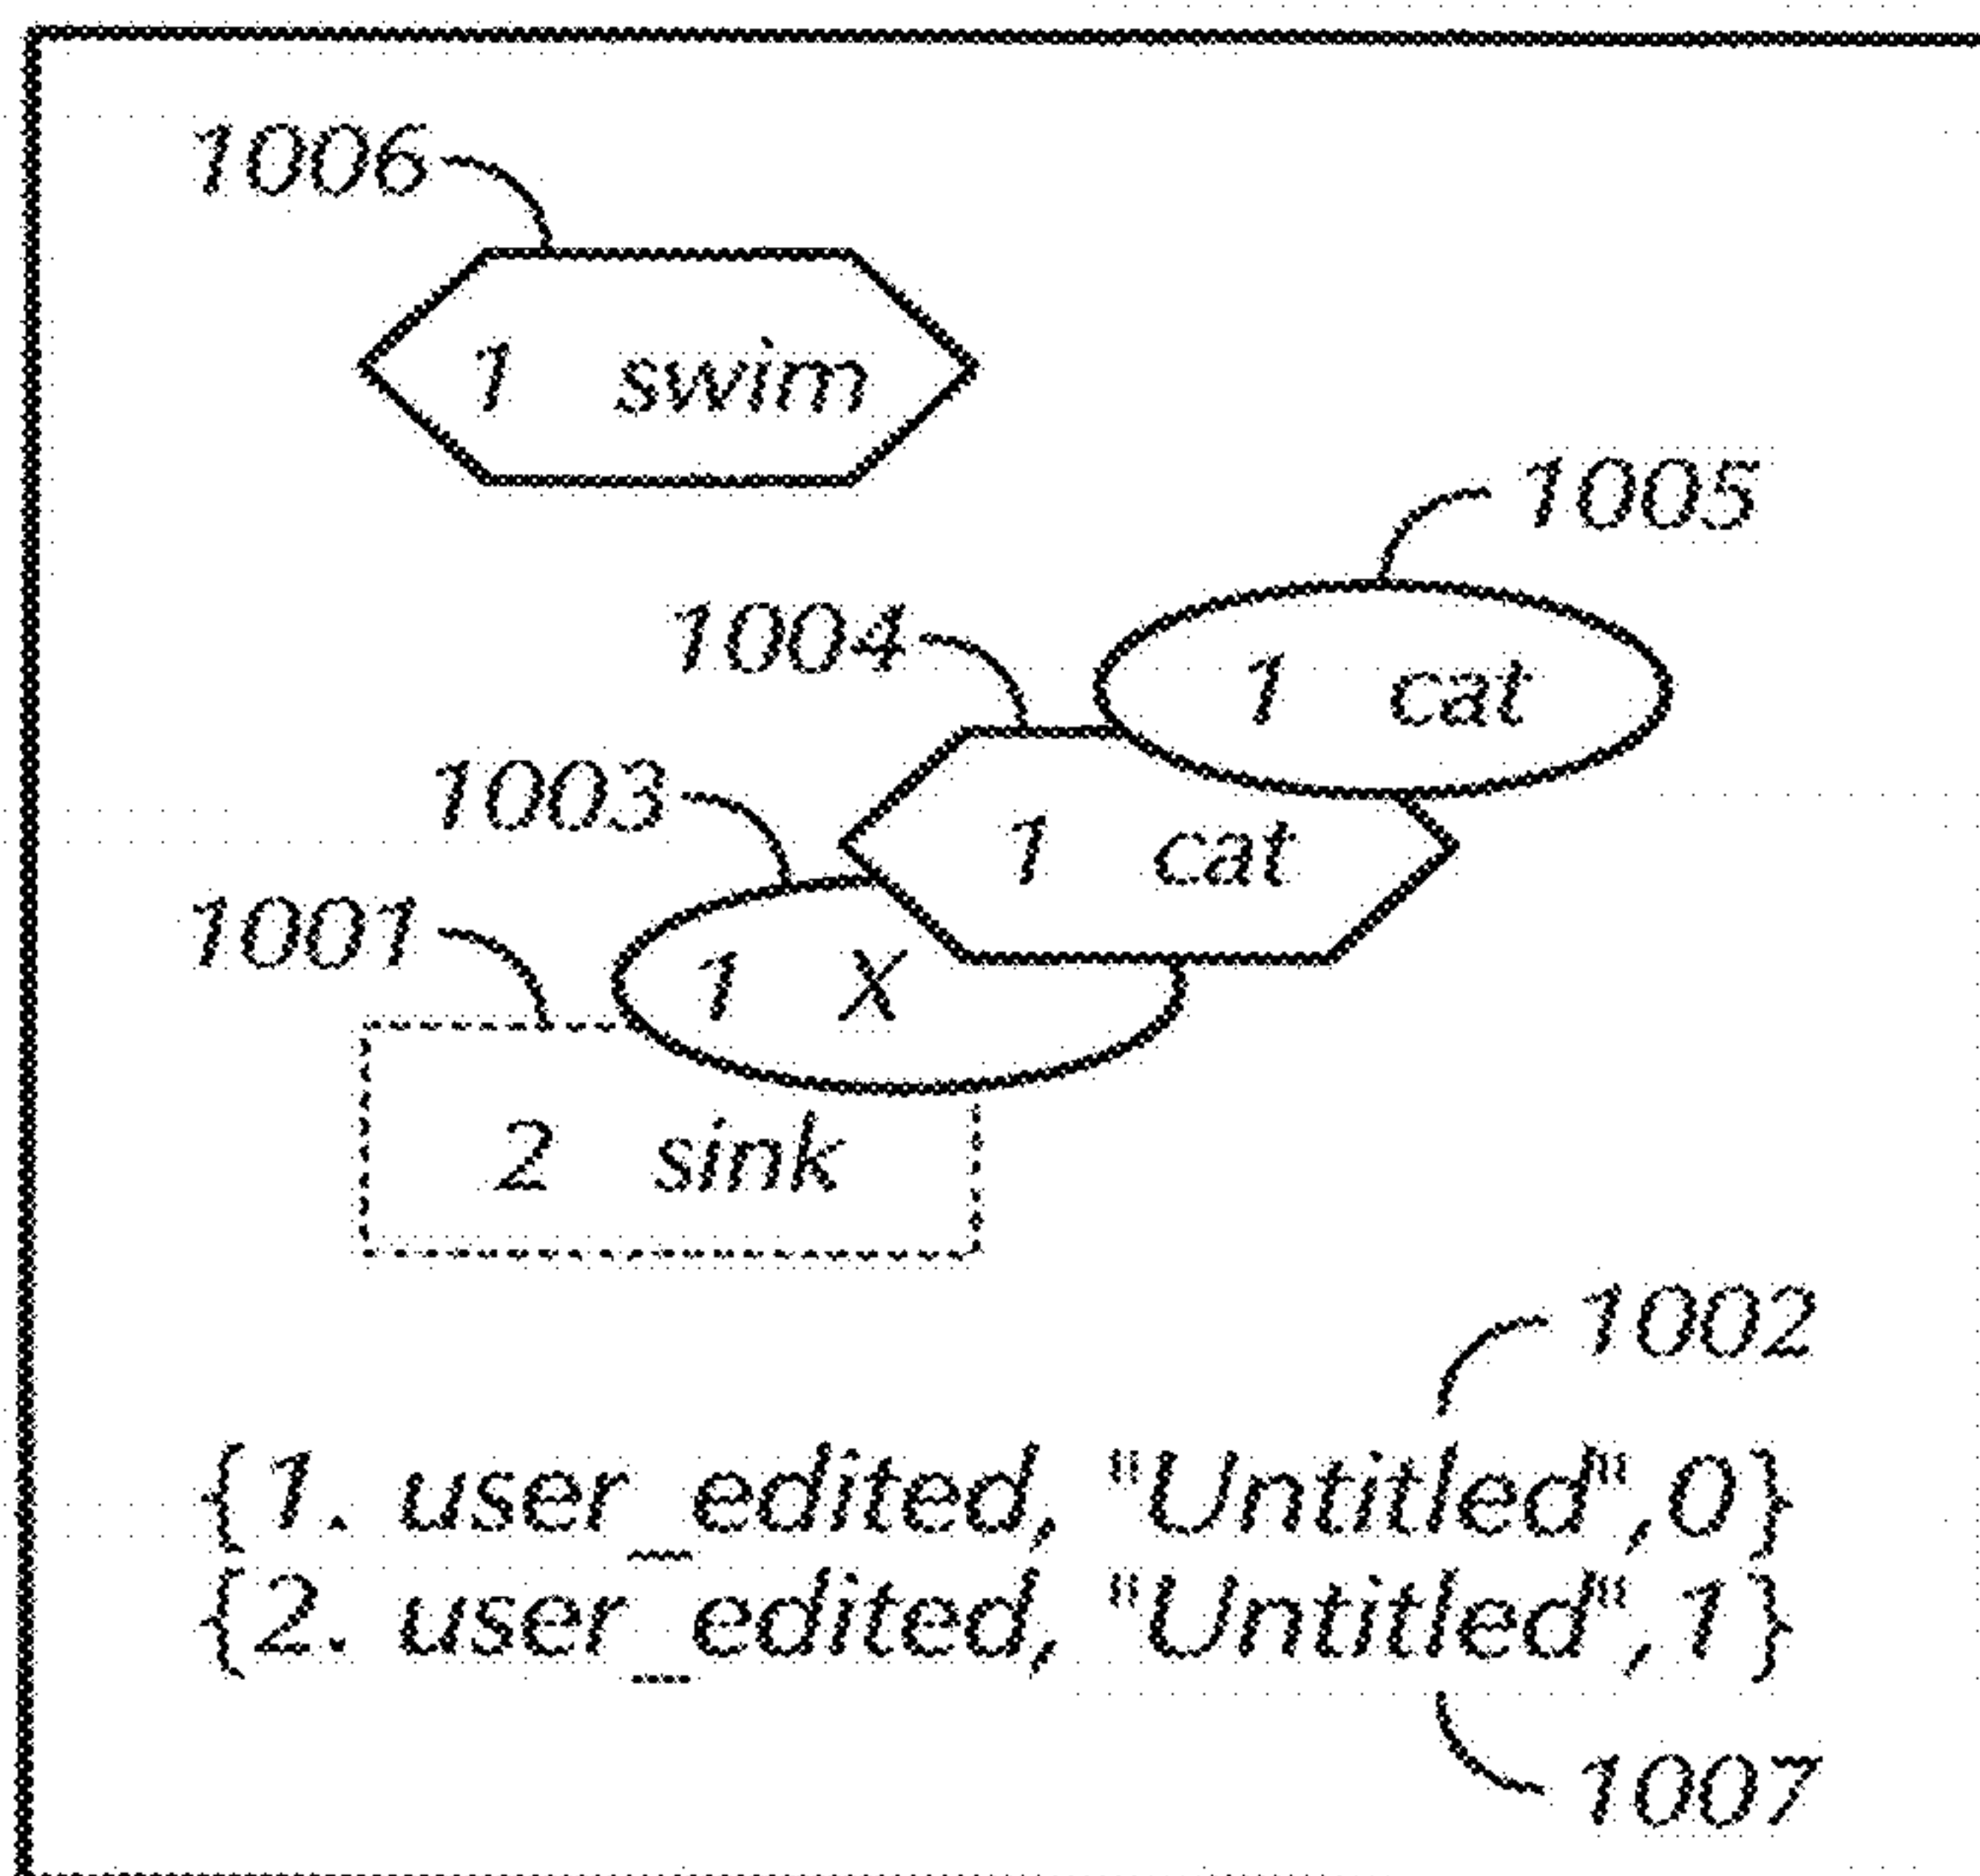 1006
1 swim
1005
1004
1 cat
1003
1 cat
1001
1 X
2 sink
1002
{1. user_edited, "Untitled",0}
{2. user_edited, "Untitled",1}
1007